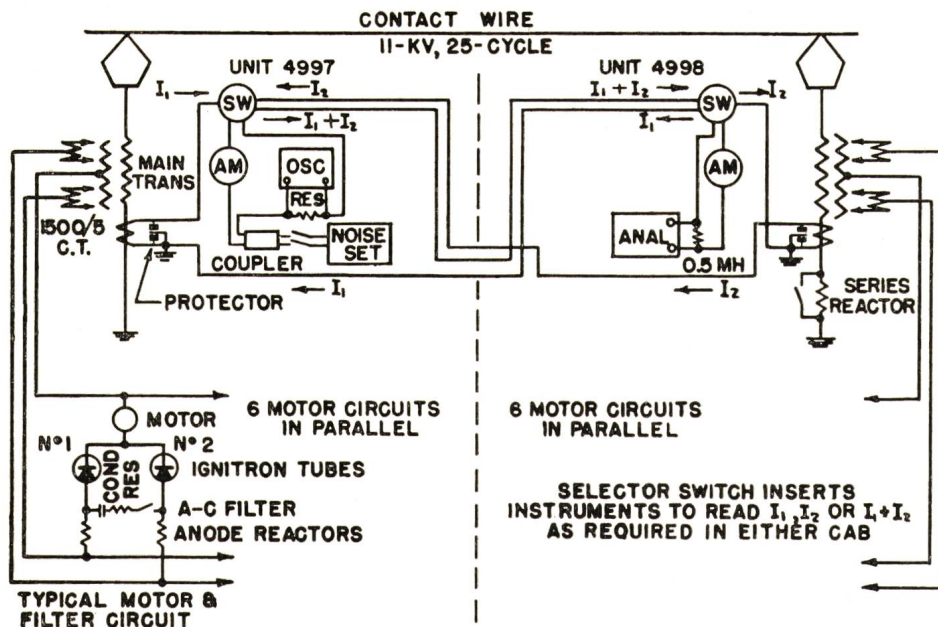 CONTACT WIRE
11-KV, 25-CYCLE
UNIT 4997
UNIT 4998
I₁
I₂
I₁ + I₂
I₂
SW
I₁ + I₂
SW
I₁
AM
OSC
RES
AM
MAIN
TRANS
1500/5
C.T.
COUPLER
NOISE
SET
ANAL
0.5 MH
PROTECTOR
I₁
I₂
SERIES
REACTOR
MOTOR
6 MOTOR CIRCUITS
IN PARALLEL
6 MOTOR CIRCUITS
IN PARALLEL
Nº1
Nº2
COND
RES
IGNITRON TUBES
A-C FILTER
ANODE REACTORS
SELECTOR SWITCH INSERTS
INSTRUMENTS TO READ I₁, I₂ OR I₁+I₂
AS REQUIRED IN EITHER CAB
TYPICAL MOTOR &
FILTER CIRCUIT